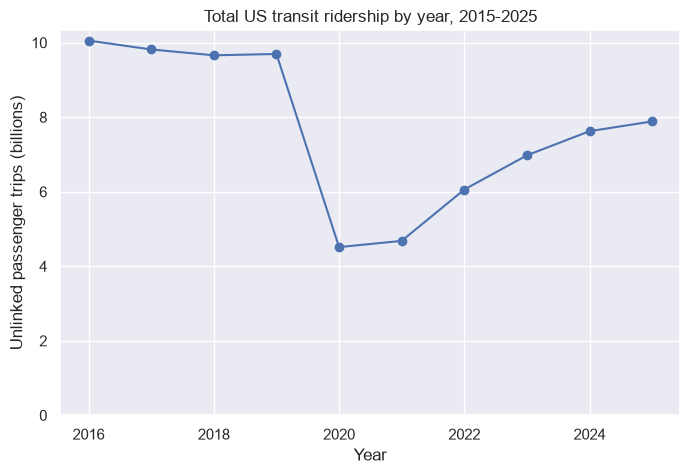 Total US transit ridership by year, 2015-2025
Unlinked passenger trips (billions)
10
8
6
4
2
0
2016 2018 2020 2022 2024
Year